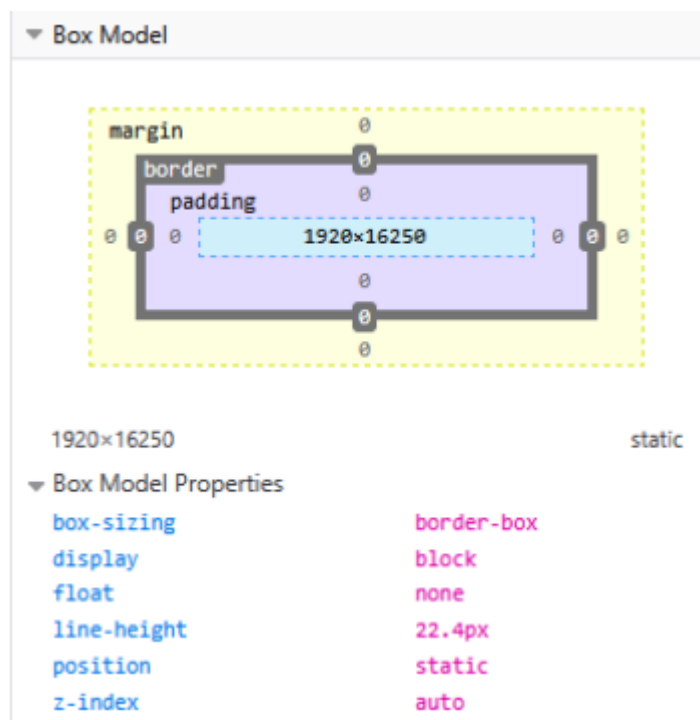 Box Model
margin 0
border 0
padding 0
0 0 0 1920×16250 0 0 0
0
0
0
1920×16250 static
Box Model Properties
box-sizing border-box
display block
float none
line-height 22.4px
position static
z-index auto